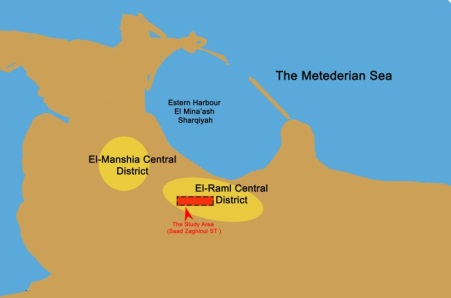 The Metederian Sea
Estern Harbour
El Mina'ash
Sharqiyah
El-Manshia Central
District
El-Raml Central
District
The Study Area
(Saad Zaghloul ST )